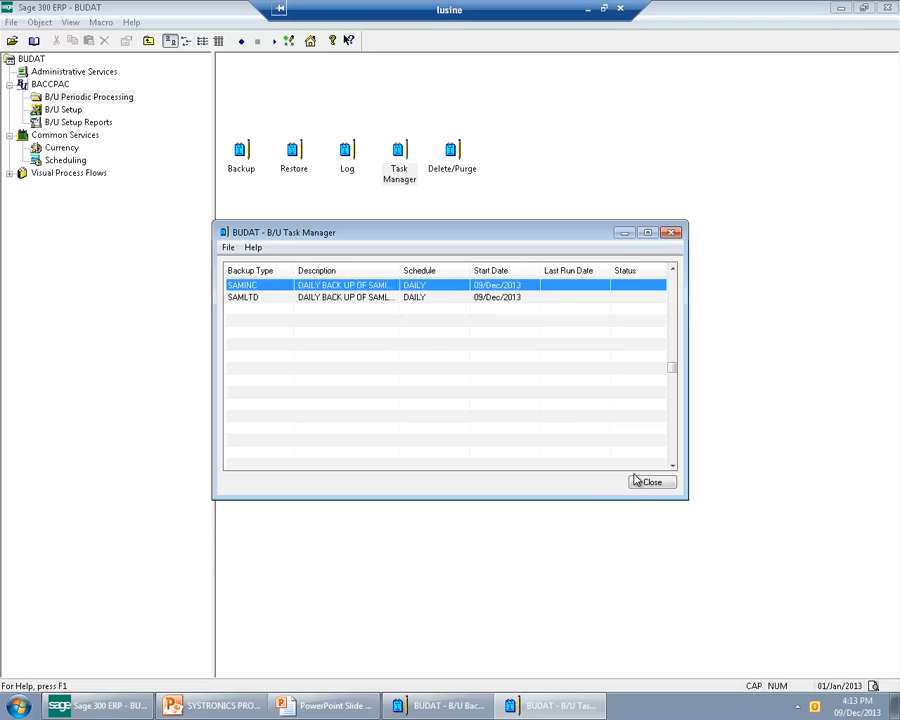 Sage 300 ERP - BUDAT
lusine
File Object View Macro Help
BUDAT
Administrative Services
BACCPAC
B/U Periodic Processing
B/U Setup
B/U Setup Reports
Common Services
Currency
Scheduling
Visual Process Flows
Backup Restore Log Task Manager Delete/Purge
BUDAT - B/U Task Manager
File Help
Backup Type Description Schedule Start Date Last Run Date Status
SAMINC DAILY BACK UP OF SAMI... DAILY 09/Dec/2013
SAMLTD DAILY BACK UP OF SAML... DAILY 09/Dec/2013
Close
For Help, press F1
CAP NUM 01/Jan/2013
sage Sage 300 ERP - BU... SYSTRONICS PRO... PowerPoint Slide ... BUDAT - B/U Bac... BUDAT - B/U Tas...
4:13 PM
09/Dec/2013